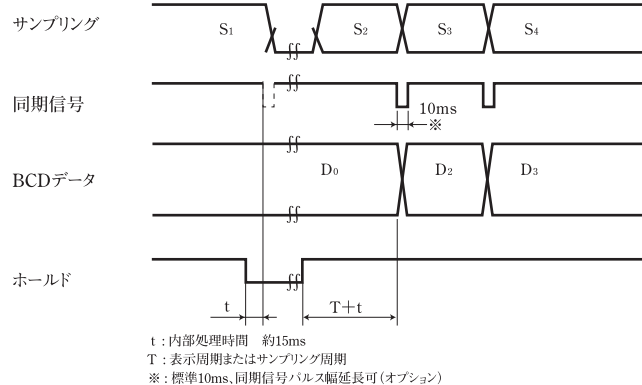 サンプリング
S1
S2
S3
S4
同期信号
10ms
※
BCDデータ
D0
D2
D3
ホールド
t
T+t
t：内部処理時間　約15ms
T：表示周期またはサンプリング周期
※：標準10ms、同期信号パルス幅延長可（オプション）